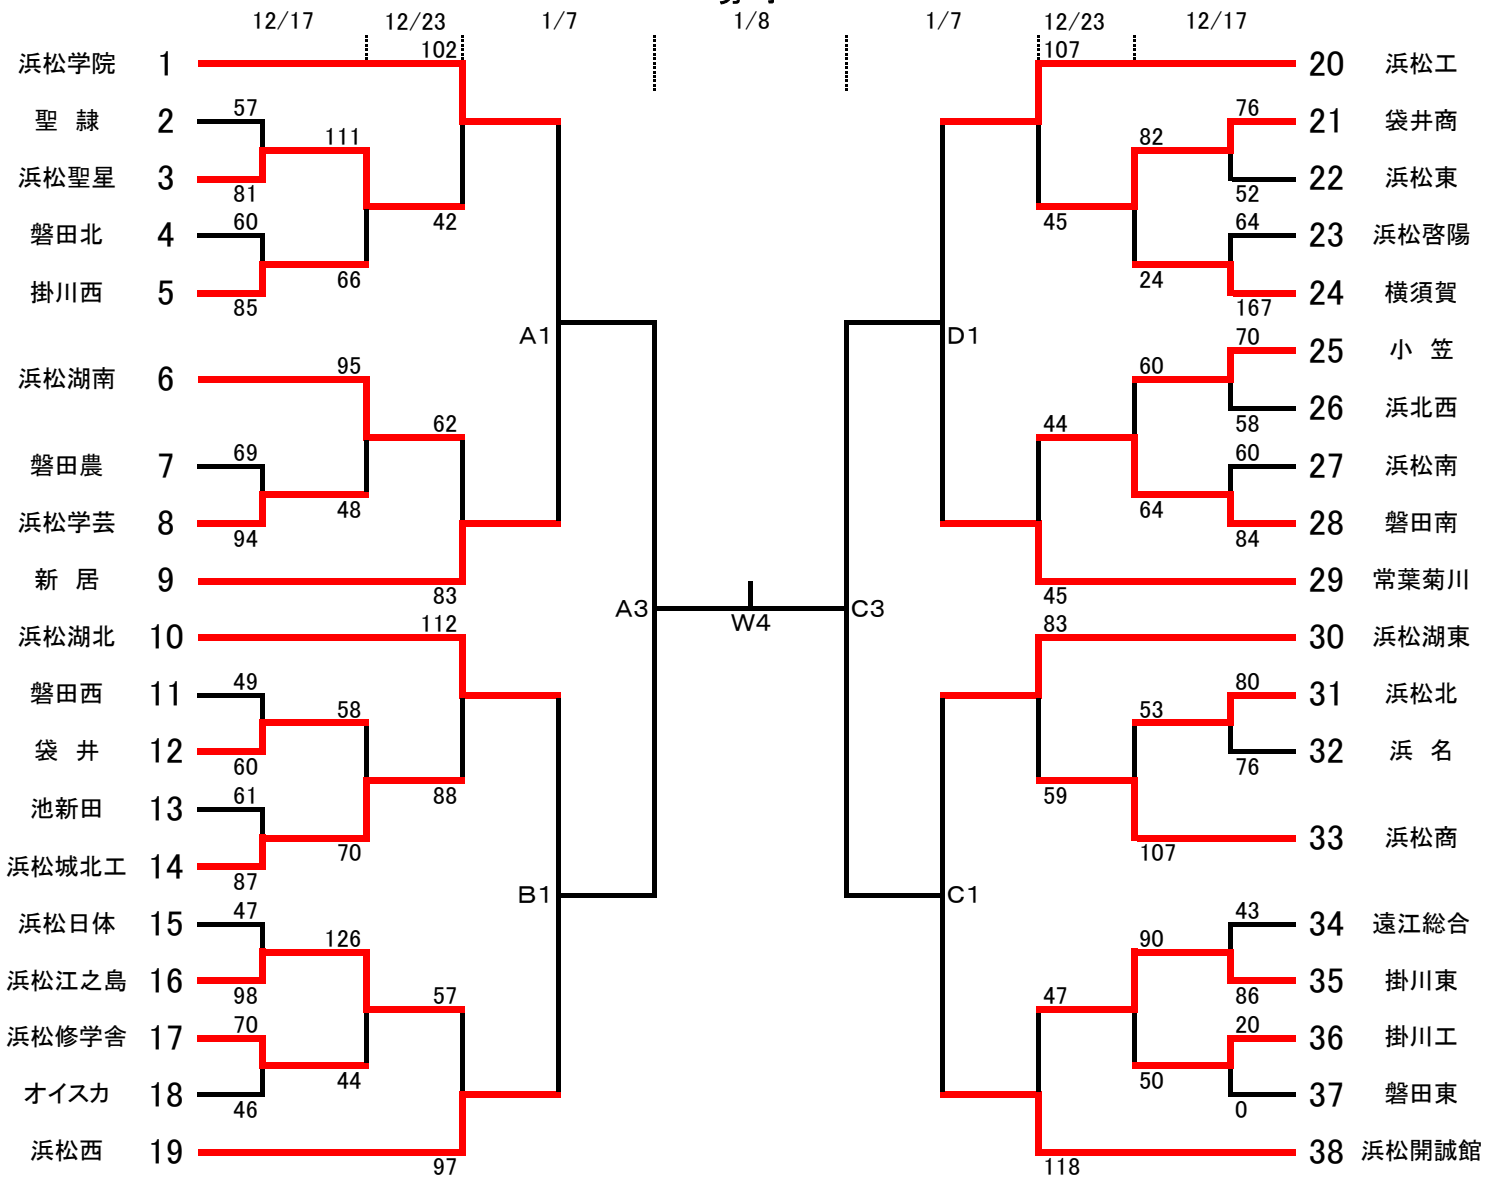 12/17 12/23 1/7 1/8 1/7 12/23 12/17
102 107
浜松学院 1 20 浜松工
57 76
聖 隷 2 21 袋井商
111 82
浜松聖星 3 22 浜松東
81 52
60 42 45 64
磐田北 4 23 浜松啓陽
66 24
掛川西 5 24 横須賀
85 167
A1 D1 70
25 小 笠
95 60
浜松湖南 6
26 浜北西
62 44 58
69 60
磐田農 7 27 浜松南
48 64
浜松学芸 8 28 磐田南
94 84
新 居 9 29 常葉菊川
83 45
A3 C3
W4
112 83
浜松湖北 10 30 浜松湖東
49 80
磐田西 11 31 浜松北
58 53
袋 井 12 32 浜 名
60 76
61 88 59
池新田 13
70 107
33 浜松商
浜松城北工 14
87
B1 C1
47 43
浜松日体 15 34 遠江総合
126 90
浜松江之島 16 35 掛川東
98 57 47 86
70 20
浜松修学舎 17 36 掛川工
44 50
オイスカ 18 37 磐田東
46 0
浜松西 19 38 浜松開誠館
97 118